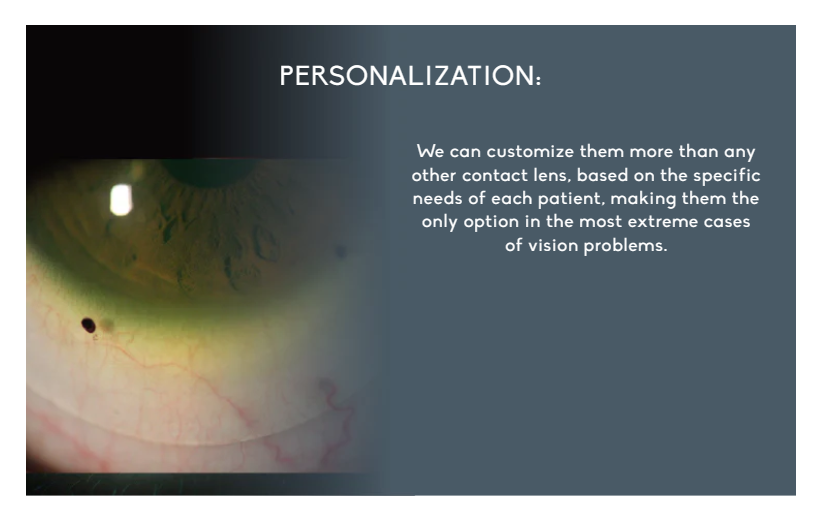 PERSONALIZATION:
We can customize them more than any
other contact lens, based on the specific
needs of each patient, making them the
only option in the most extreme cases
of vision problems.